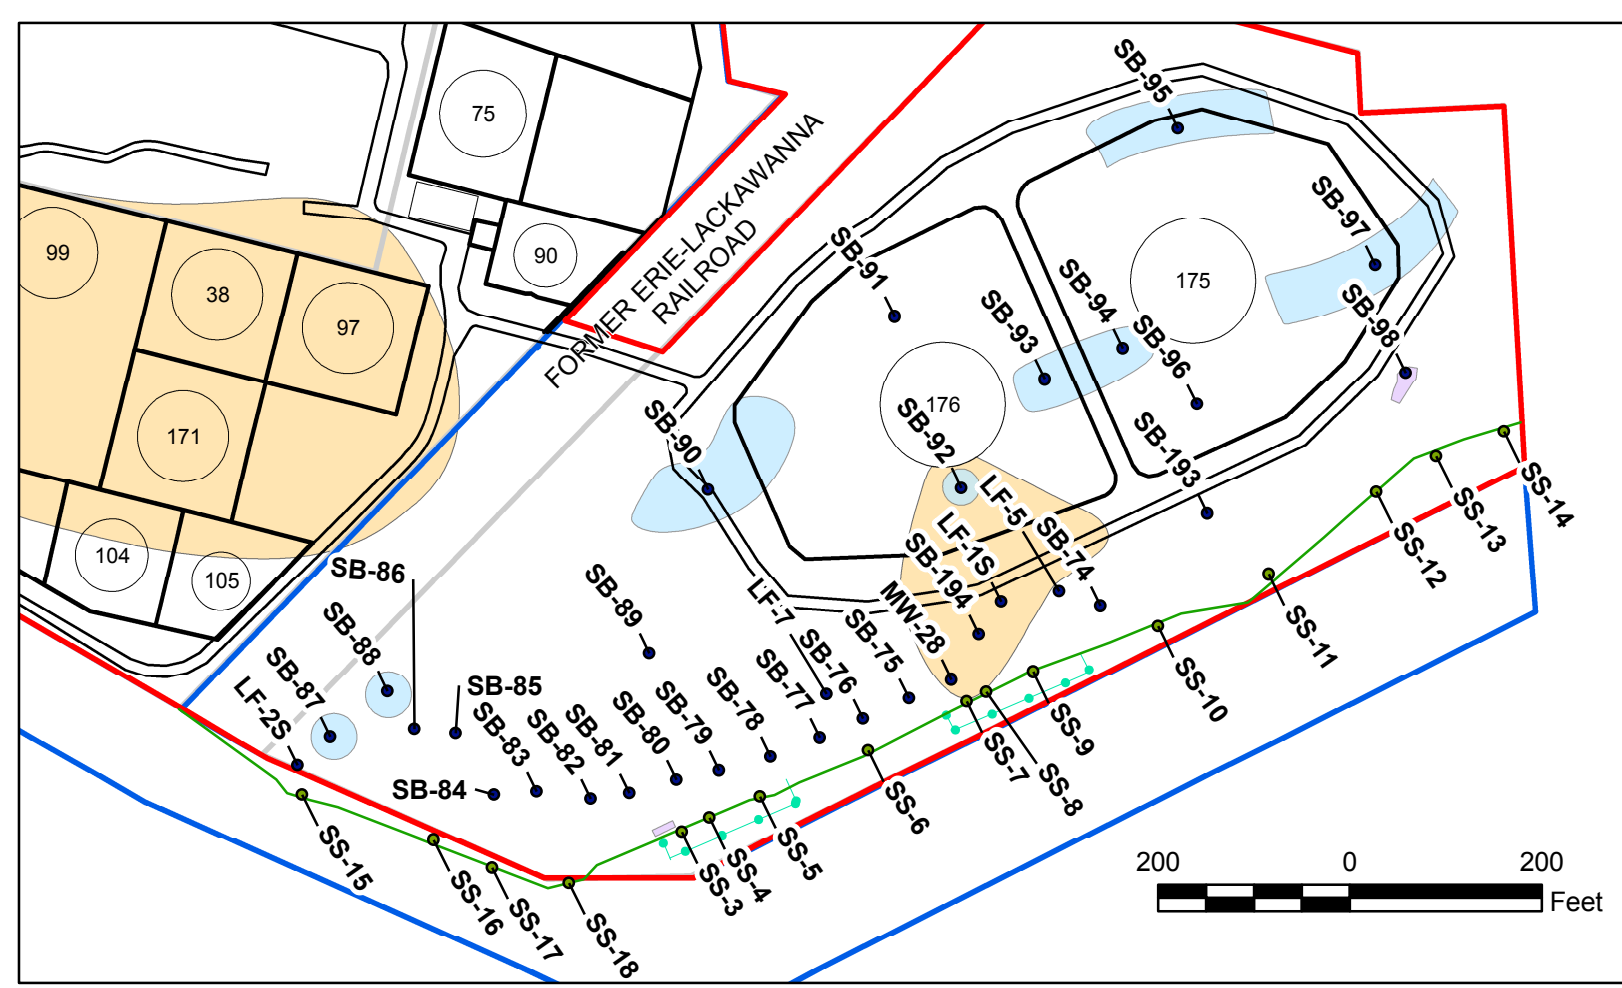 SB-95
75
FORMER ERIE-LACKAWANNA
RAILROAD
SB-97
SB-91
99
90
175
38
SB-94
SB-93
SB-98
97
SB-96
176
SB-92
SB-90
171
SB-193
LF-5
SS-14
SS-13
LF-1S
SB-74
SS-12
104
105
SB-86
SB-194
SB-89
MW-28
LF-7
SB-88
SB-75
SS-11
SB-76
SB-87
SB-77
SS-10
LF-2S
SB-85
SB-78
SB-79
SB-80
SB-81
SB-82
SB-83
SS-9
SS-7
SS-8
SB-84
SS-6
SS-5
SS-4
SS-3
SS-15
SS-16
SS-17
SS-18
200 0 200
Feet